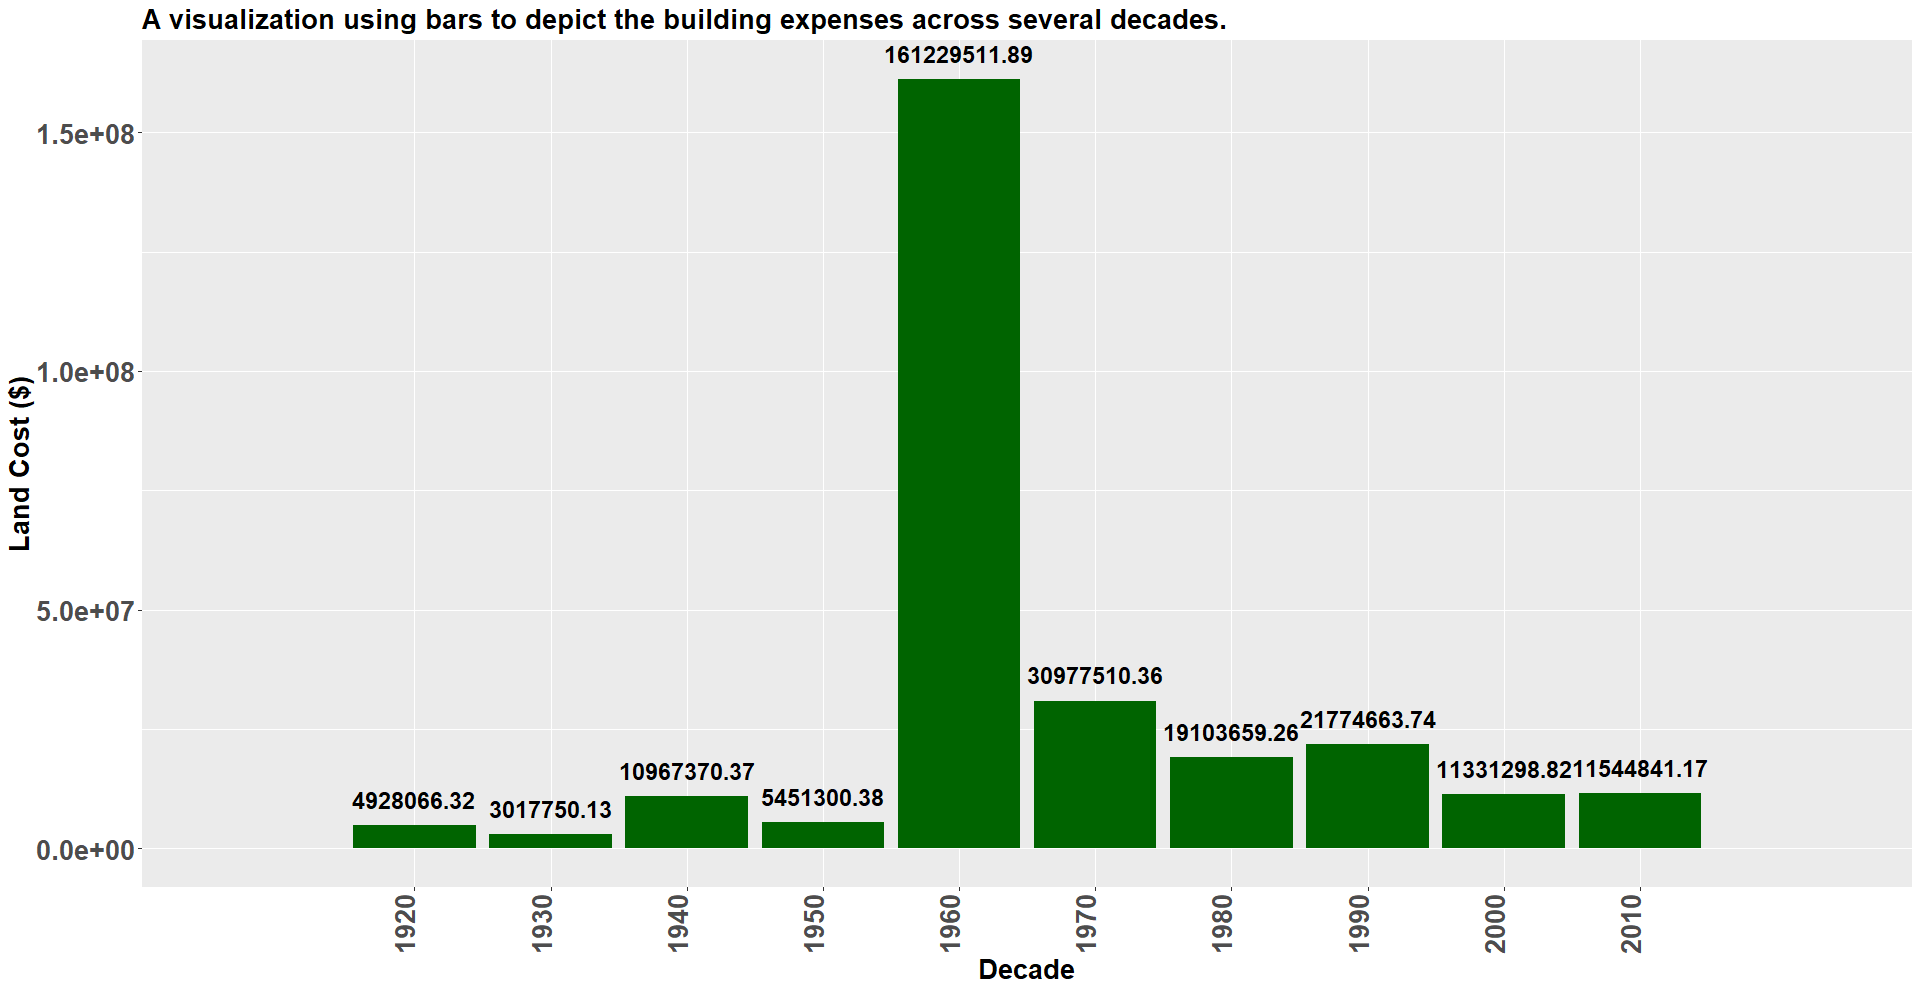 A visualization using bars to depict the building expenses across several decades.
161229511.89
1.5e+08
1.0e+08
Land Cost ($)
5.0e+07
30977510.36
21774663.74
19103659.26
11331298.82
11544841.17
10967370.37
5451300.38
4928066.32
3017750.13
0.0e+00
1920
1930
1940
1950
1960
1970
1980
1990
2000
2010
Decade